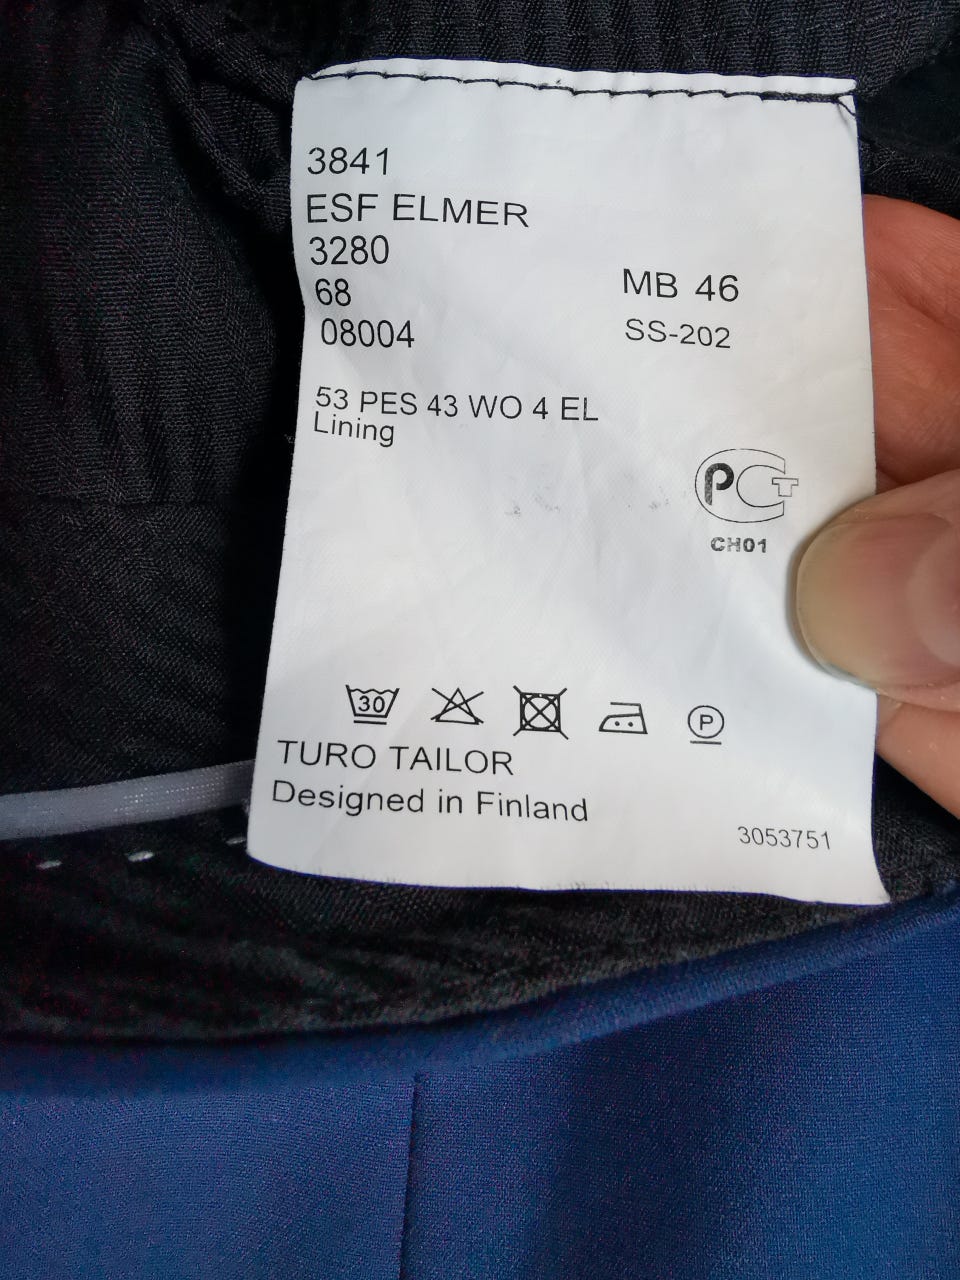 3841
ESF ELMER
3280
68
08004
MB 46
SS-202
53 PES 43 WO 4 EL
Lining
РСТ
CH01
30
P
TURO TAILOR
Designed in Finland
3053751